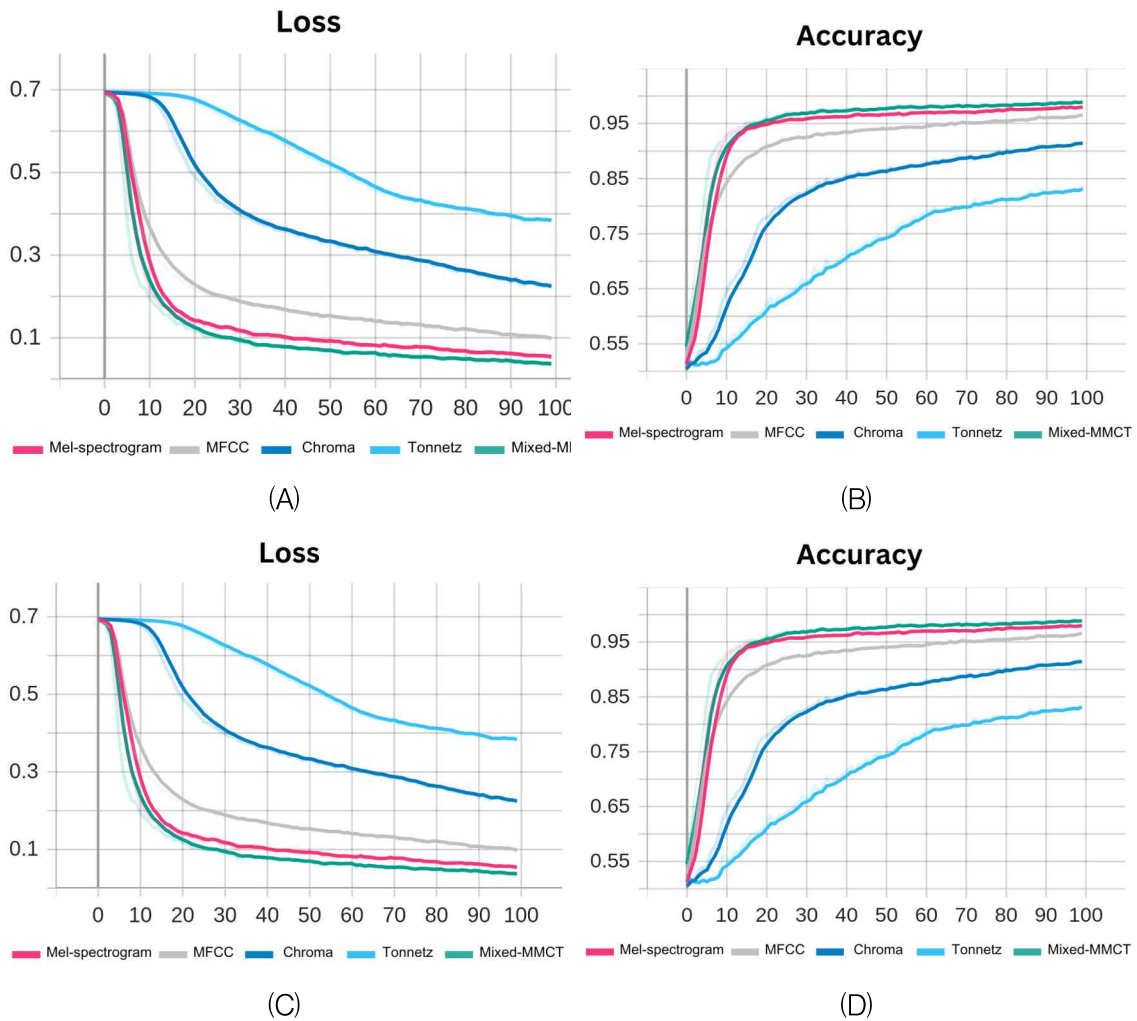 Loss
0.7
0.5
0.3
0.1
0 10 20 30 40 50 60 70 80 90 100
Mel-spectrogram MFCC Chroma Tonnetz Mixed-MI
(A)
Accuracy
0.95
0.85
0.75
0.65
0.55
0 10 20 30 40 50 60 70 80 90 100
Mel-spectrogram MFCC Chroma Tonnetz Mixed-MMCT
(B)
Loss
0.7
0.5
0.3
0.1
0 10 20 30 40 50 60 70 80 90 100
Mel-spectrogram MFCC Chroma Tonnetz Mixed-MMCT
(C)
Accuracy
0.95
0.85
0.75
0.65
0.55
0 10 20 30 40 50 60 70 80 90 100
Mel-spectrogram MFCC Chroma Tonnetz Mixed-MMCT
(D)